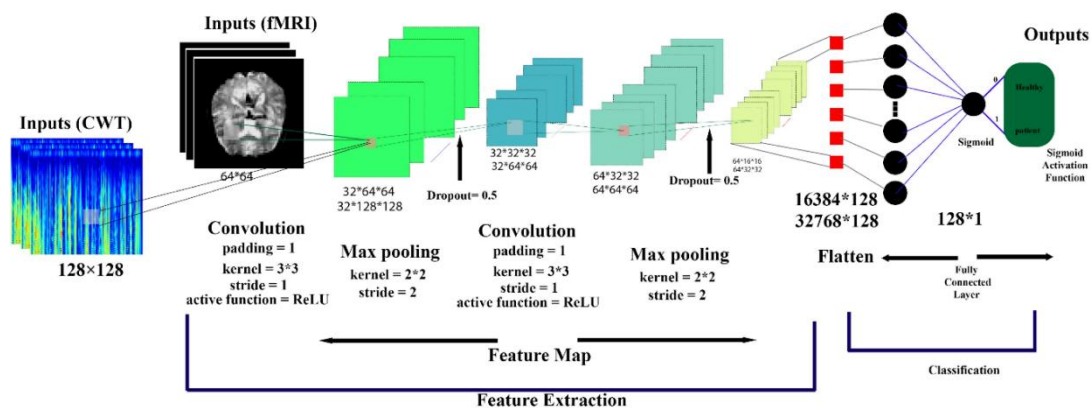 Inputs (fMRI)
64*64
Inputs (CWT)
128×128
32*64*64
32*128*128
Dropout= 0.5
32*32*32
32*64*64
64*32*32
64*64*64
Dropout= 0.5
64*16*16
64*32*32
16384*128
32768*128
Flatten
Sigmoid
0
1
128*1
Outputs
Healthy
patient
Sigmoid
Activation
Function
Convolution
padding = 1
kernel = 3*3
stride = 1
active function = ReLU
Max pooling
kernel = 2*2
stride = 2
Convolution
padding = 1
kernel = 3*3
stride = 1
active function = ReLU
Max pooling
kernel = 2*2
stride = 2
Fully
Connected
Layer
Feature Map
Feature Extraction
Classification